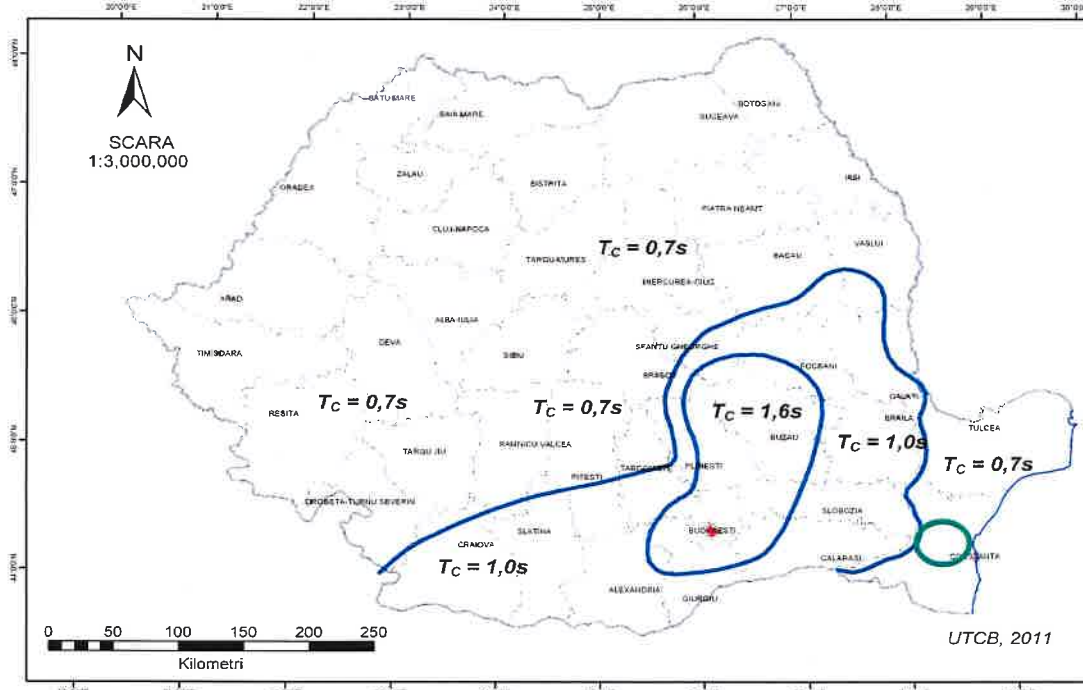 N
SCARA
1:3,000,000
SATU MARE
BAIA MARE
BOTOSANI
SUCEAVA
ORADEA
ZALAU
BISTRITA
IASI
PIATRA NEAMT
CLUJ-NAPOCA
VASLUI
T_C = 0,7s
TARGU MURES
BACAU
MIERCUREA-CIUC
ARAD
ALBA-IULIA
DEVA
SFANTU GHEORGHE
TIMISOARA
SIBIU
BRASOV
FOCSANI
GALATI
T_C = 0,7s
T_C = 0,7s
T_C = 1,6s
RESITA
BRAILA
TULCEA
BUZAU
T_C = 1,0s
RAMNICU VALCEA
TARGU JIU
T_C = 0,7s
PLOIESTI
TARGOVISTE
PITESTI
DROBETA-TURNU SEVERIN
SLOBOZIA
SLATINA
BUCURESTI
CRAIOVA
CONSTANTA
CALARASI
T_C = 1,0s
ALEXANDRIA
GIURGIU
0 50 100 150 200 250
Kilometri
UTCB, 2011